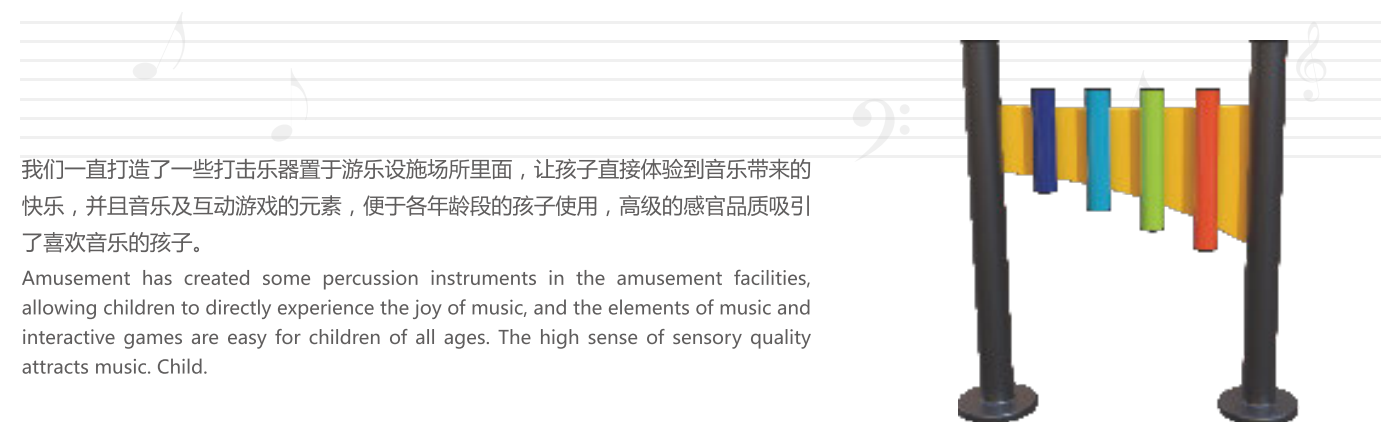 我们一直打造了一些打击乐器置于游乐设施场所里面，让孩子直接体验到音乐带来的
快乐，并且音乐及互动游戏的元素，便于各年龄段的孩子使用，高级的感官品质吸引
了喜欢音乐的孩子。
Amusement has created some percussion instruments in the amusement facilities,
allowing children to directly experience the joy of music, and the elements of music and
interactive games are easy for children of all ages. The high sense of sensory quality
attracts music. Child.